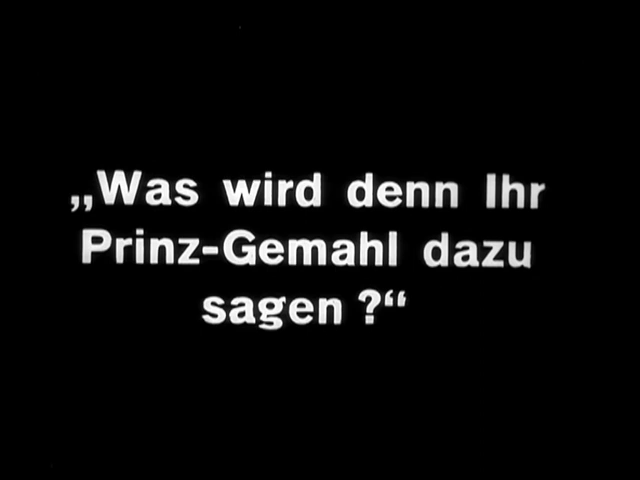 „Was wird denn Ihr
Prinz-Gemahl dazu
sagen ?“